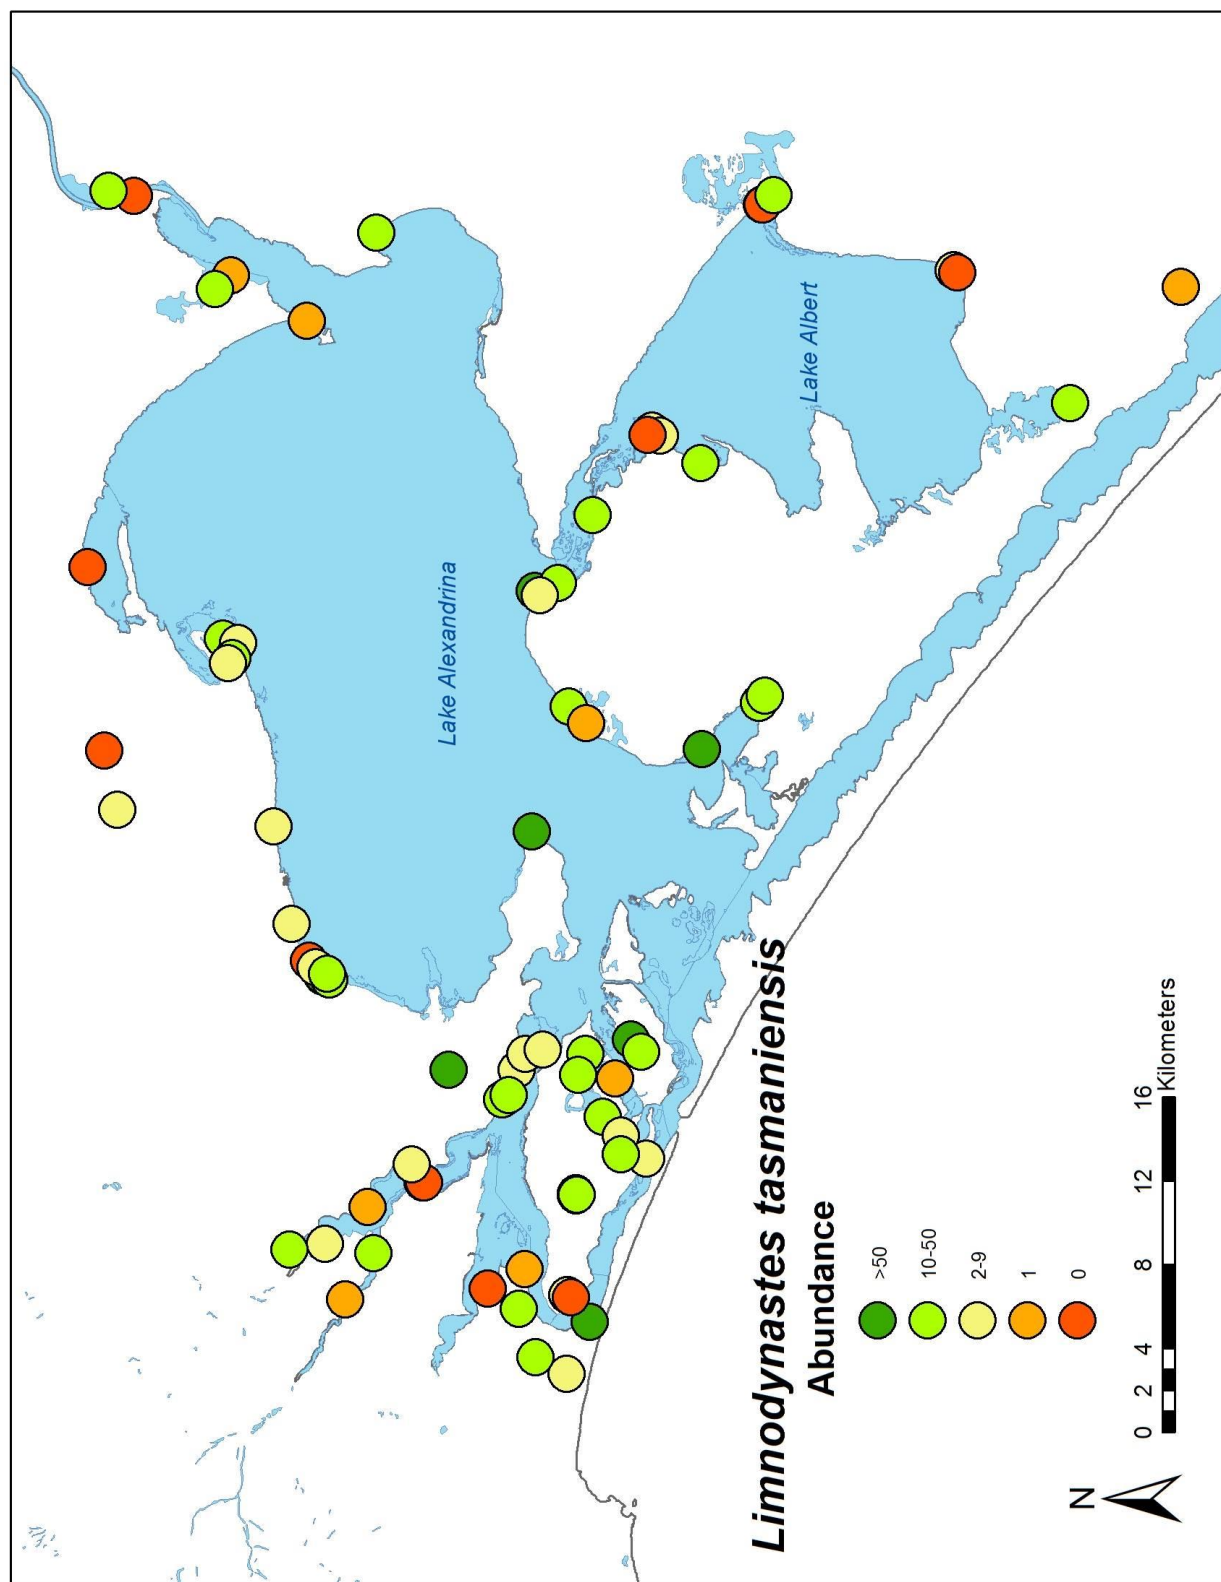 Lake Alexandrina
Lake Albert
Limnodynastes tasmaniensis
Abundance
>50
10-50
2-9
1
0
0 2 4 8 12 16
Kilometers
N